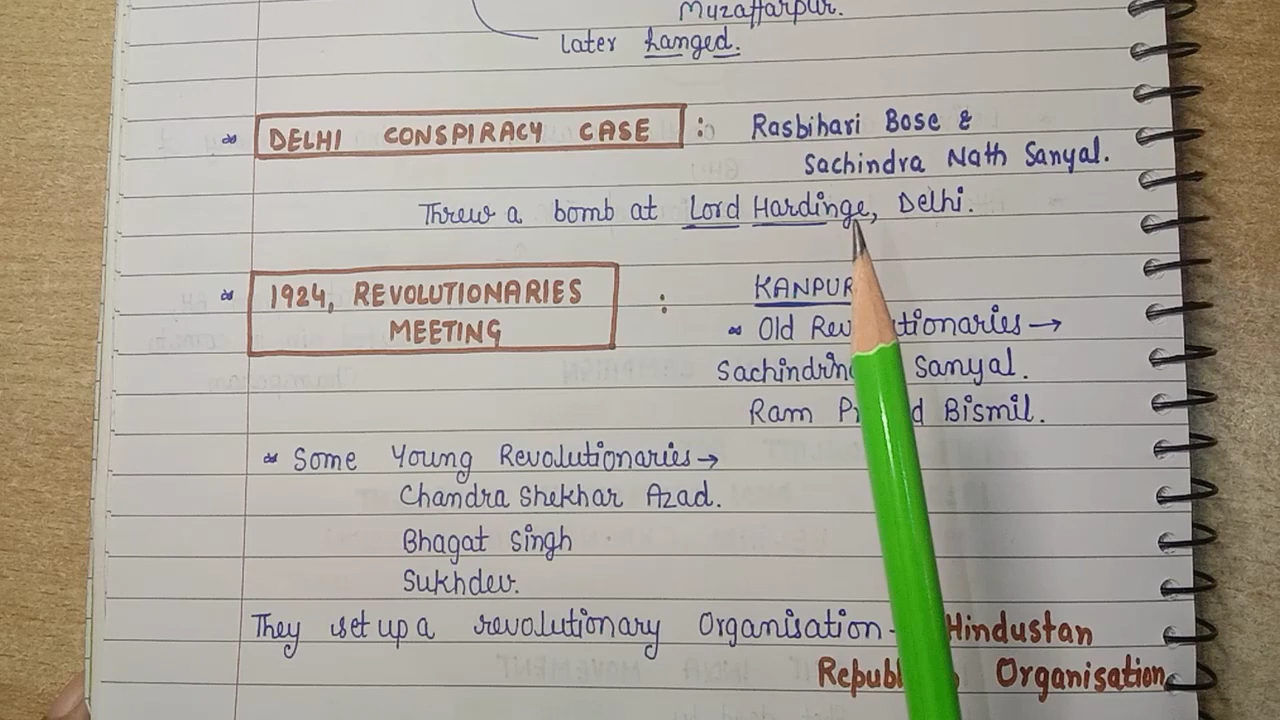 Muzaffarpur.
Later hanged.
DELHI CONSPIRACY CASE : Rasbihari Bose &
Sachindra Nath Sanyal.
Threw a bomb at Lord Hardinge, Delhi.
1924, REVOLUTIONARIES MEETING : KANPUR
Old Revolutionaries →
Sachindra Sanyal.
Ram Bismil.
Some Young Revolutionaries →
Chandra Shekhar Azad.
Bhagat Singh
Sukhdev.
They set up a revolutionary Organisation- Hindustan
Organisation